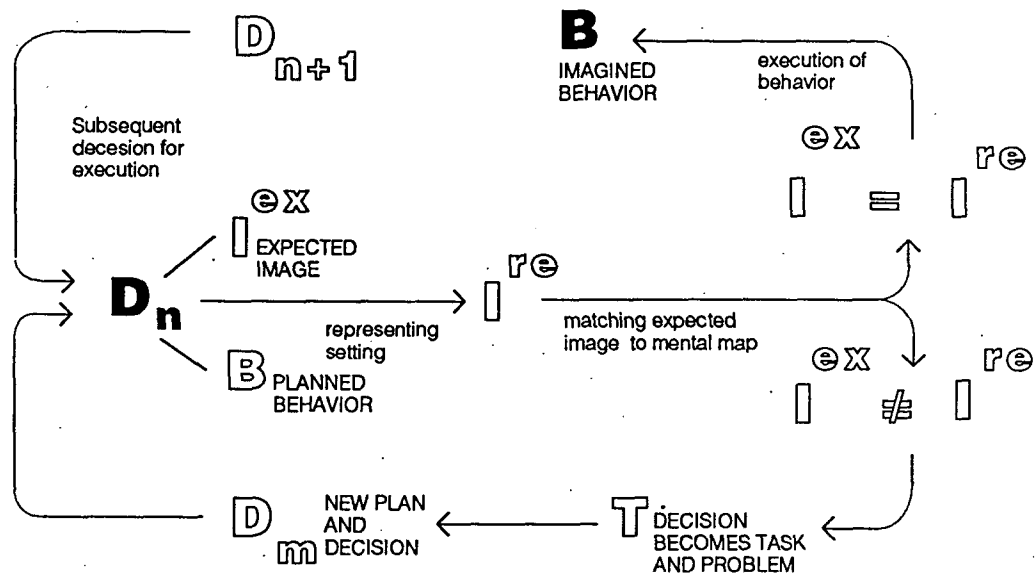 D n+1
B
IMAGINED
BEHAVIOR
execution of
behavior
Subsequent
decesion for
execution
I ex = I re
I ex
EXPECTED
IMAGE
D n
representing
setting
I re
matching expected
image to mental map
B PLANNED
BEHAVIOR
I ex ≠ I re
D m
NEW PLAN
AND
DECISION
T DECISION
BECOMES TASK
AND PROBLEM